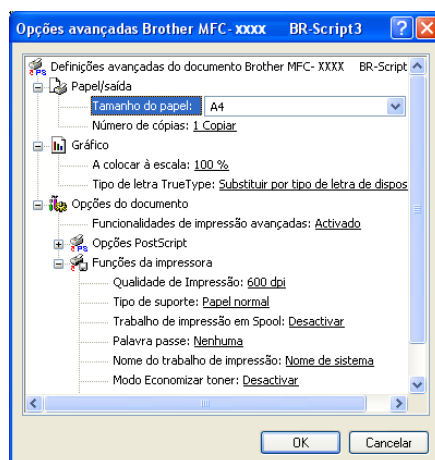 Opções avançadas Brother MFC- xxxx BR-Script3
Definições avançadas do documento Brother MFC- XXXX BR-Script
Papel/saída
Tamanho do papel: A4
Número de cópias: 1 Copiar
Gráfico
A colocar à escala: 100 %
Tipo de letra TrueType: Substituir por tipo de letra de dispos
Opções do documento
Funcionalidades de impressão avançadas: Activado
Opções PostScript
Funções da impressora
Qualidade de Impressão: 600 dpi
Tipo de suporte: Papel normal
Trabalho de impressão em Spool: Desactivar
Palavra passe: Nenhuma
Nome do trabalho de impressão: Nome de sistema
Modo Economizar toner: Desactivar
OK Cancelar